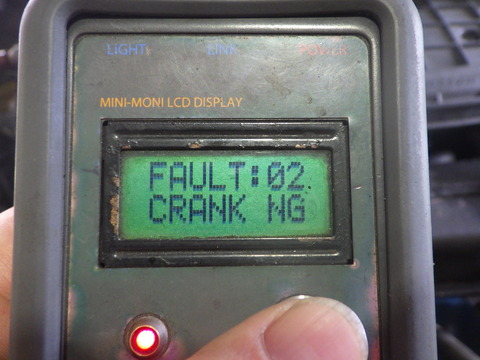 LIGHT LINK POWER
MINI-MONI LCD DISPLAY
FAULT:02
CRANK NG